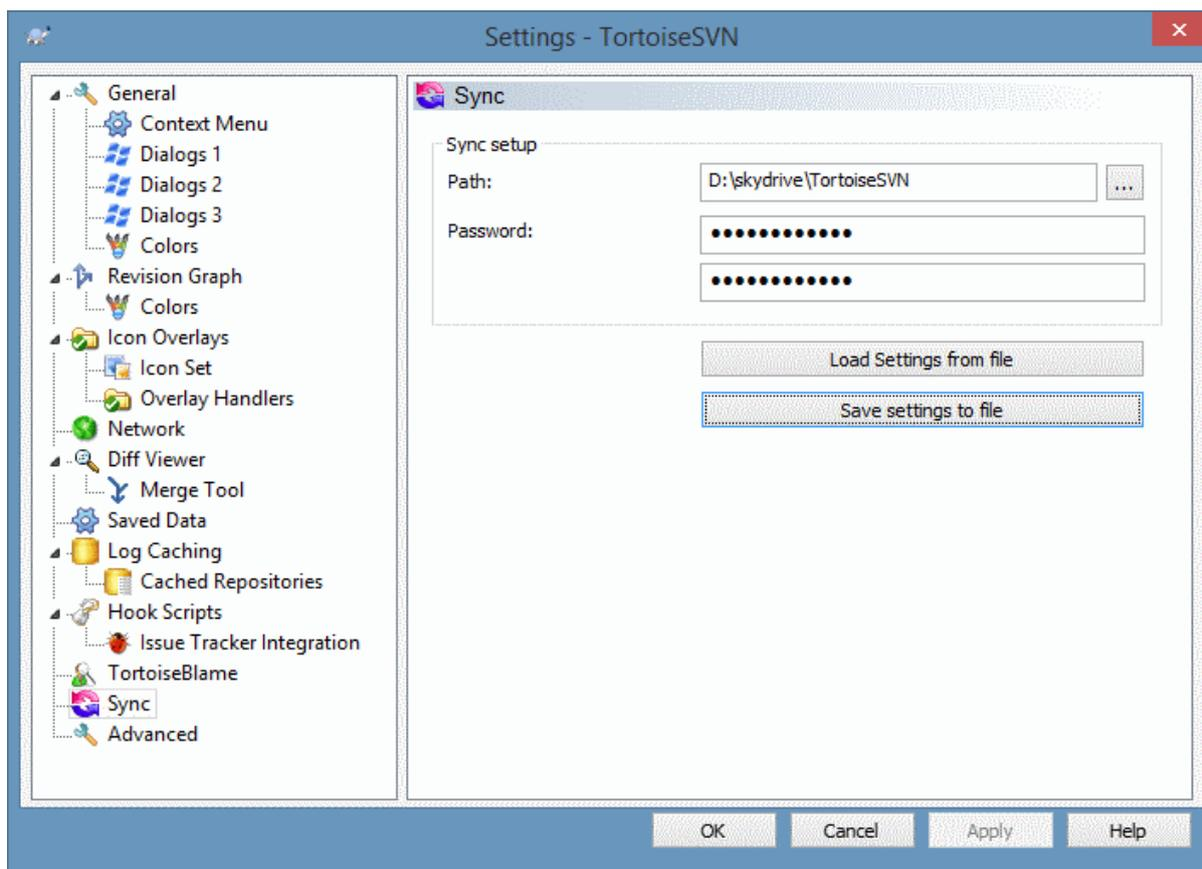 Settings - TortoiseSVN
General
Context Menu
Dialogs 1
Dialogs 2
Dialogs 3
Colors
Revision Graph
Colors
Icon Overlays
Icon Set
Overlay Handlers
Network
Diff Viewer
Merge Tool
Saved Data
Log Caching
Cached Repositories
Hook Scripts
Issue Tracker Integration
TortoiseBlame
Sync
Advanced
Sync
Sync setup
Path: D:\skydrive\TortoiseSVN ...
Password: ••••••••••••
••••••••••••
Load Settings from file
Save settings to file
OK Cancel Apply Help